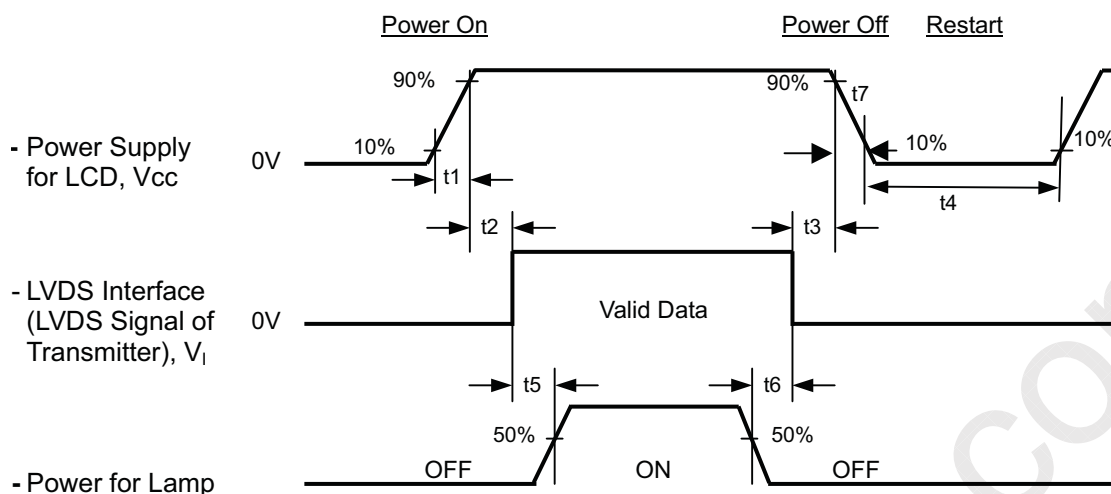 Power On
Power Off
Restart
90%
90%
t7
- Power Supply
for LCD, Vcc
0V
10%
10%
10%
t1
t4
t2
t3
- LVDS Interface
(LVDS Signal of
Transmitter), VI
0V
Valid Data
t5
t6
50%
50%
- Power for Lamp
OFF
ON
OFF
com